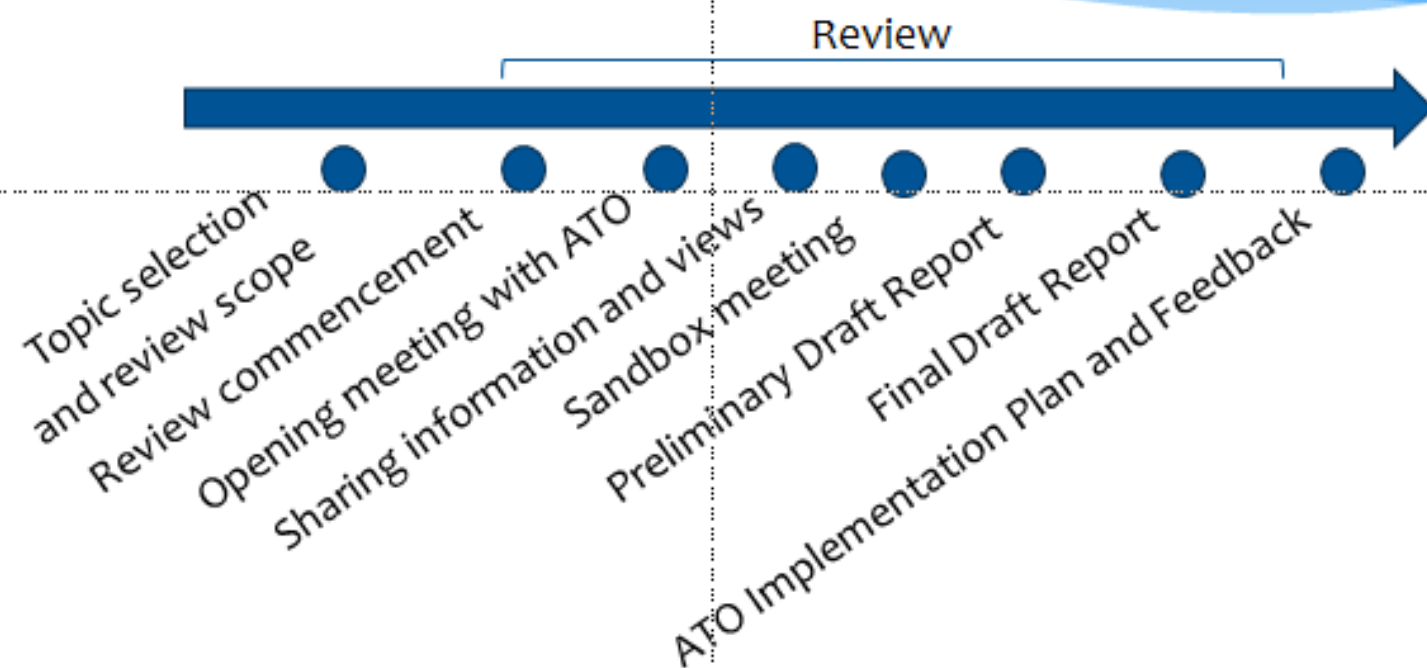 Review
Topic selection
and review scope
Review commencement
Opening meeting with ATO
Sharing information and views
Sandbox meeting
Preliminary Draft Report
Final Draft Report
ATO Implementation Plan and Feedback